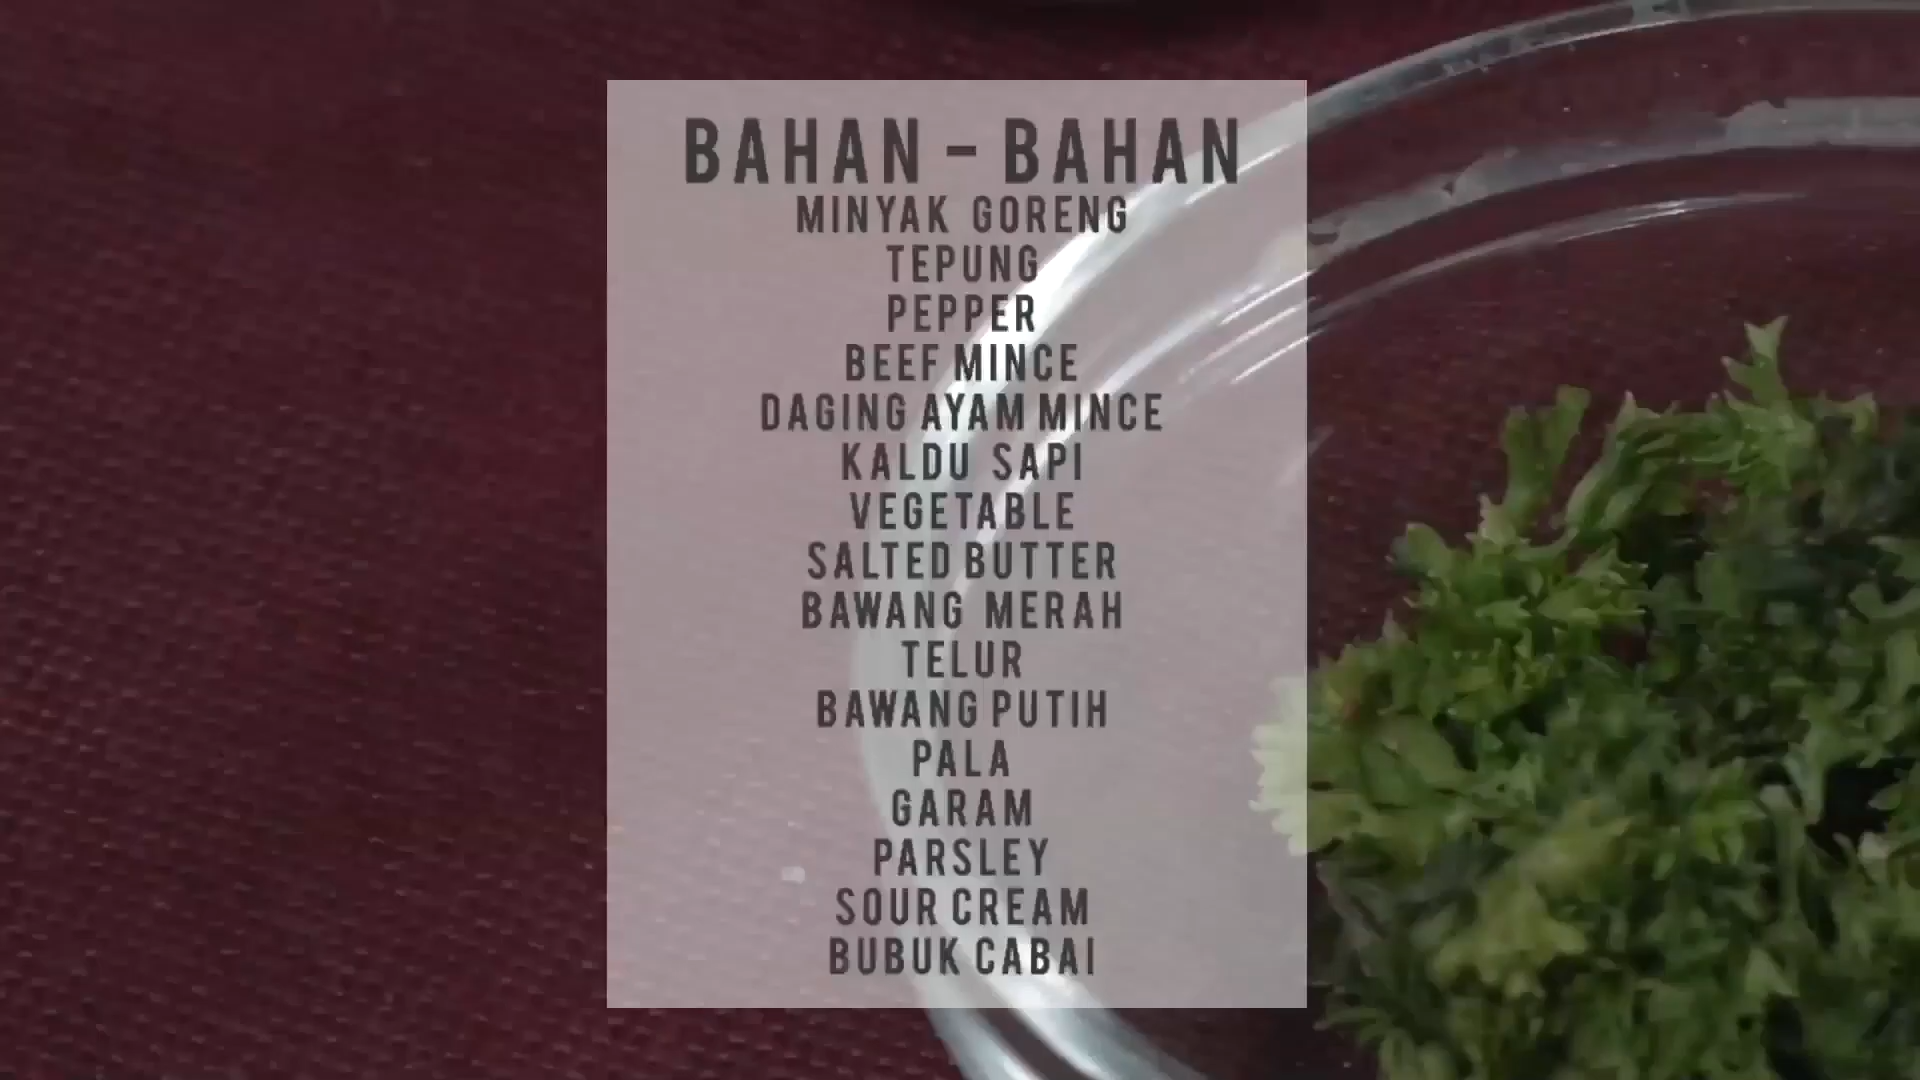 BAHAN - BAHAN
MINYAK GORENG
TEPUNG
PEPPER
BEEF MINCE
DAGING AYAM MINCE
KALDU SAPI
VEGETABLE
SALTED BUTTER
BAWANG MERAH
TELUR
BAWANG PUTIH
PALA
GARAM
PARSLEY
SOUR CREAM
BUBUK CABAI